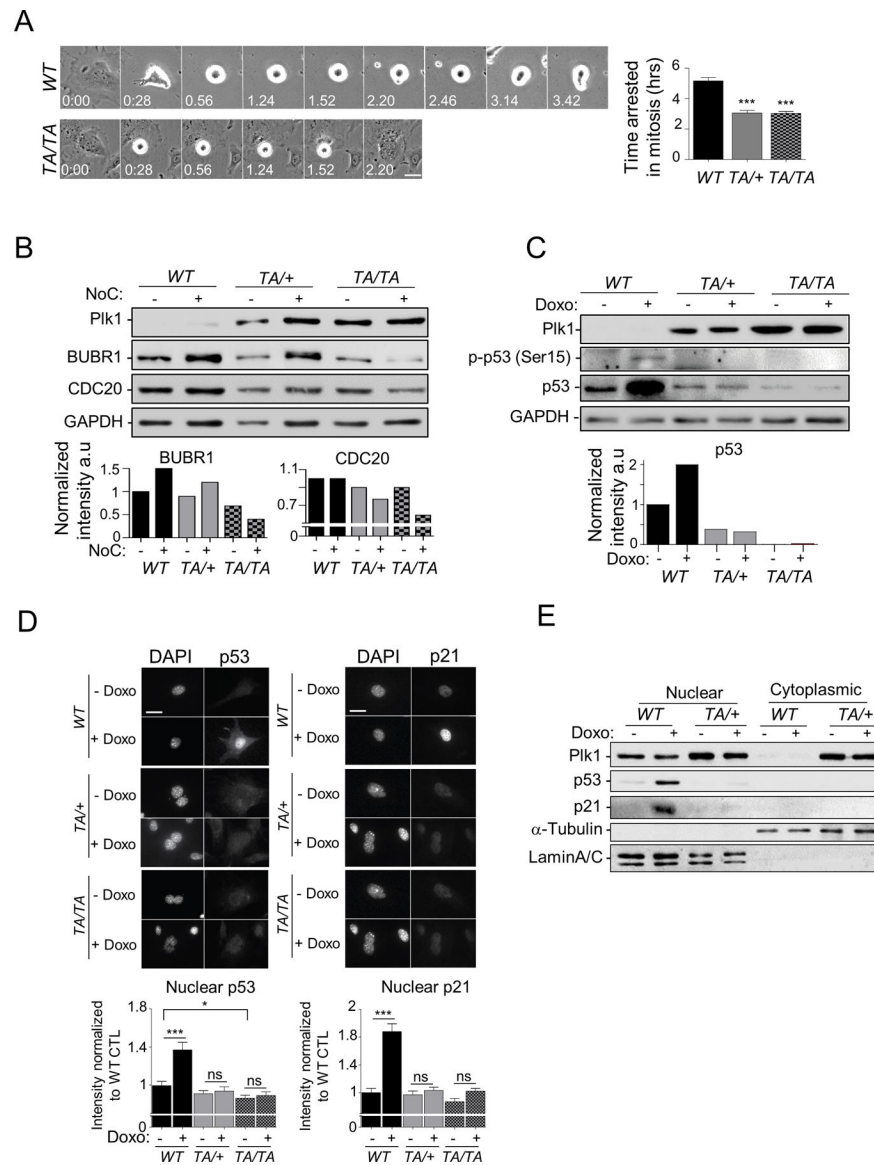 A
WT
0:00 0:28 0.56 1.24 1.52 2.20 2.46 3.14 3.42
TA/TA
0:00 0:28 0.56 1.24 1.52 2.20
Time arrested
in mitosis (hrs)
6
4
2
0
*** ***
WT TA/+ TA/TA
B
WT TA/+ TA/TA
NoC: - + - + - +
Plk1
BUBR1
CDC20
GAPDH
BUBR1
Normalized
intensity a.u
1.5
1
0.5
0
NoC: - + - + - +
WT TA/+ TA/TA
CDC20
1.1
0.7
0
- + - + - +
WT TA/+ TA/TA
C
WT TA/+ TA/TA
Doxo: - + - + - +
Plk1
p-p53 (Ser15)
p53
GAPDH
p53
Normalized
intensity a.u
2
1.5
1
0.5
0
Doxo: - + - + - +
WT TA/+ TA/TA
D
DAPI p53
WT
- Doxo
+ Doxo
TA/+
- Doxo
+ Doxo
TA/TA
- Doxo
+ Doxo
DAPI p21
WT
- Doxo
+ Doxo
TA/+
- Doxo
+ Doxo
TA/TA
- Doxo
+ Doxo
Nuclear p53
Intensity normalized
to WT CTL
1.8
1.4
1
0
*
*** ns ns
Doxo: - + - + - +
WT TA/+ TA/TA
Nuclear p21
Intensity normalized
to WT CTL
2
1.8
1.4
1
0
*** ns ns
- + - + - +
WT TA/+ TA/TA
E
Nuclear Cytoplasmic
WT TA/+ WT TA/+
Doxo: - + - + - + - +
Plk1
p53
p21
α-Tubulin
LaminA/C